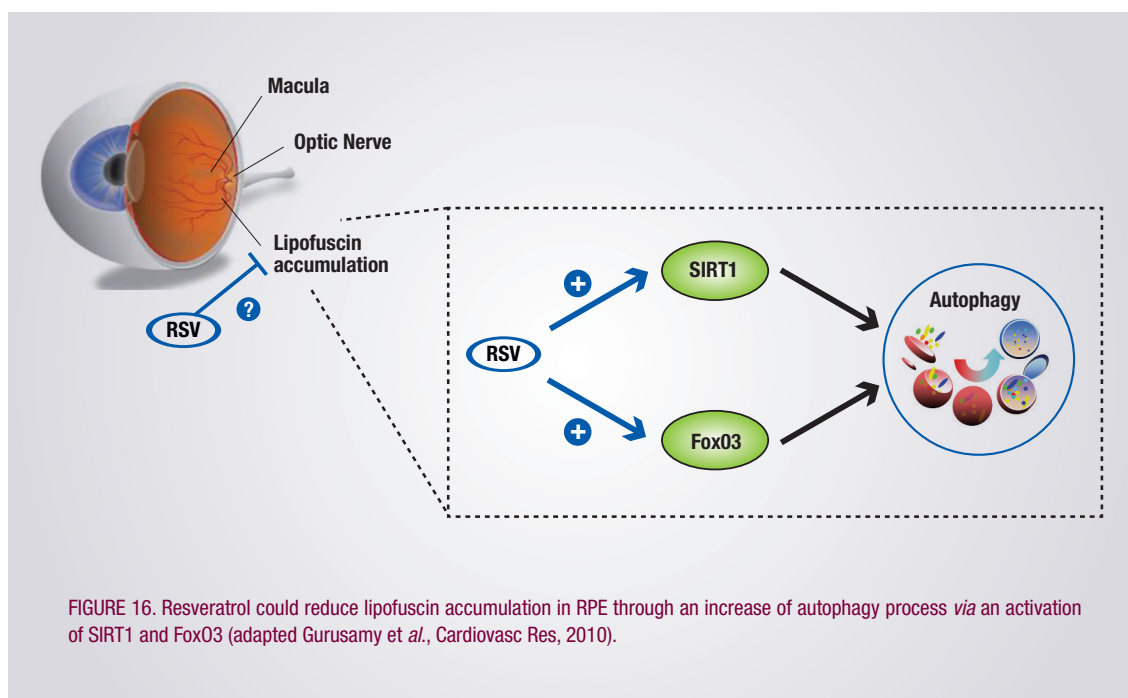 Macula
Optic Nerve
Lipofuscin
accumulation
RSV
?
RSV
+
+
SIRT1
FoxO3
Autophagy
FIGURE 16. Resveratrol could reduce lipofuscin accumulation in RPE through an increase of autophagy process via an activation
of SIRT1 and FoxO3 (adapted Gurusamy et al., Cardiovasc Res, 2010).